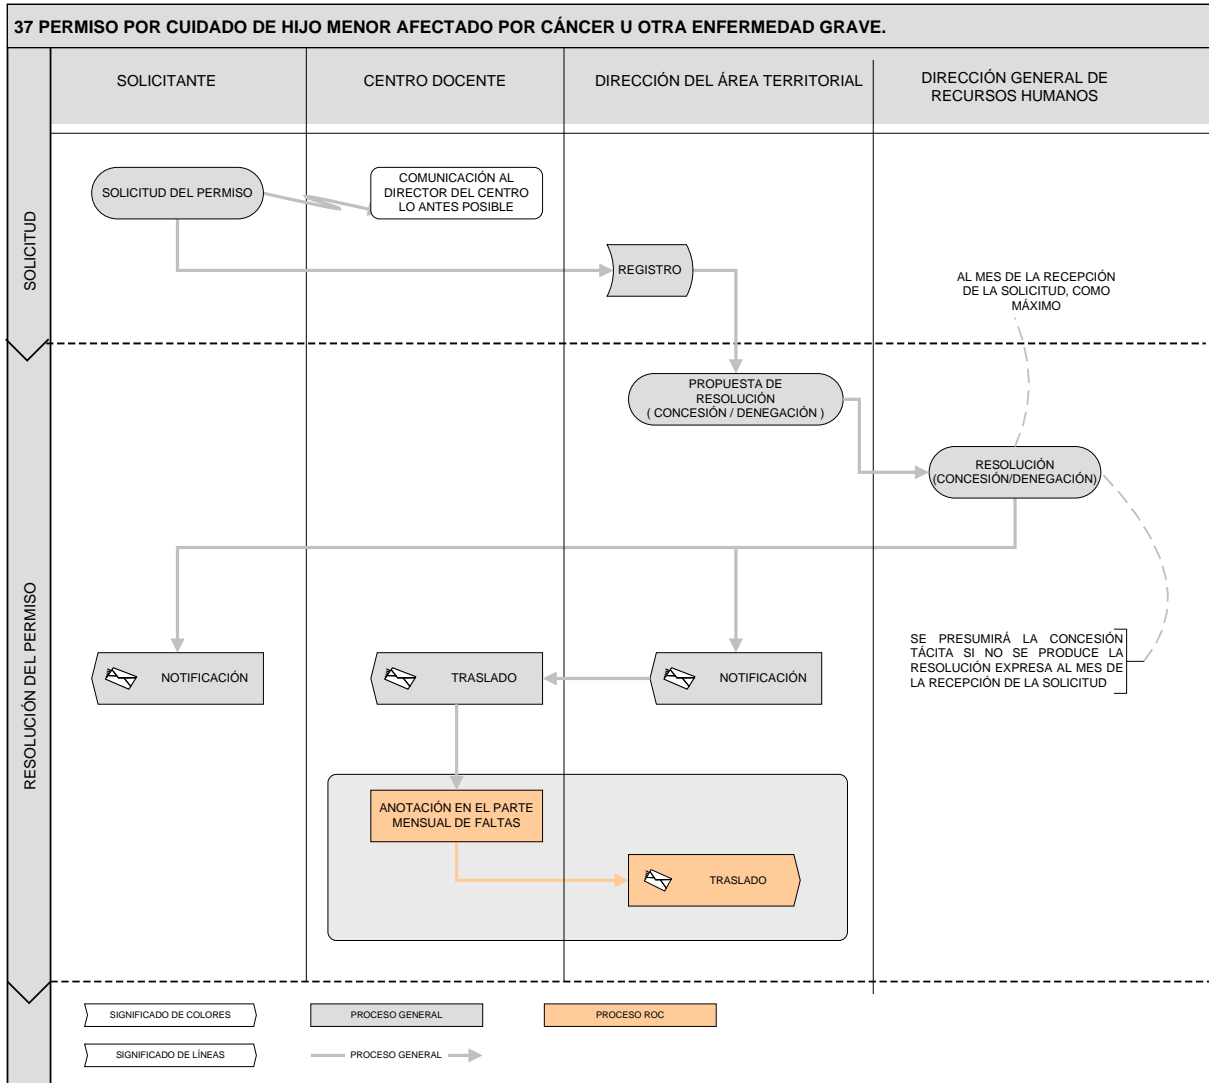 37 PERMISO POR CUIDADO DE HIJO MENOR AFECTADO POR CÁNCER U OTRA ENFERMEDAD GRAVE.
SOLICITANTE
CENTRO DOCENTE
DIRECCIÓN DEL ÁREA TERRITORIAL
DIRECCIÓN GENERAL DE
RECURSOS HUMANOS
SOLICITUD
SOLICITUD DEL PERMISO
COMUNICACIÓN AL
DIRECTOR DEL CENTRO
LO ANTES POSIBLE
REGISTRO
AL MES DE LA RECEPCIÓN
DE LA SOLICITUD, COMO
MÁXIMO
RESOLUCIÓN DEL PERMISO
PROPUESTA DE
RESOLUCIÓN
( CONCESIÓN / DENEGACIÓN )
RESOLUCIÓN
(CONCESIÓN/DENEGACIÓN)
SE PRESUMIRÁ LA CONCESIÓN
TÁCITA SI NO SE PRODUCE LA
RESOLUCIÓN EXPRESA AL MES DE
LA RECEPCIÓN DE LA SOLICITUD
NOTIFICACIÓN
TRASLADO
NOTIFICACIÓN
ANOTACIÓN EN EL PARTE
MENSUAL DE FALTAS
TRASLADO
SIGNIFICADO DE COLORES
PROCESO GENERAL
PROCESO ROC
SIGNIFICADO DE LÍNEAS
PROCESO GENERAL